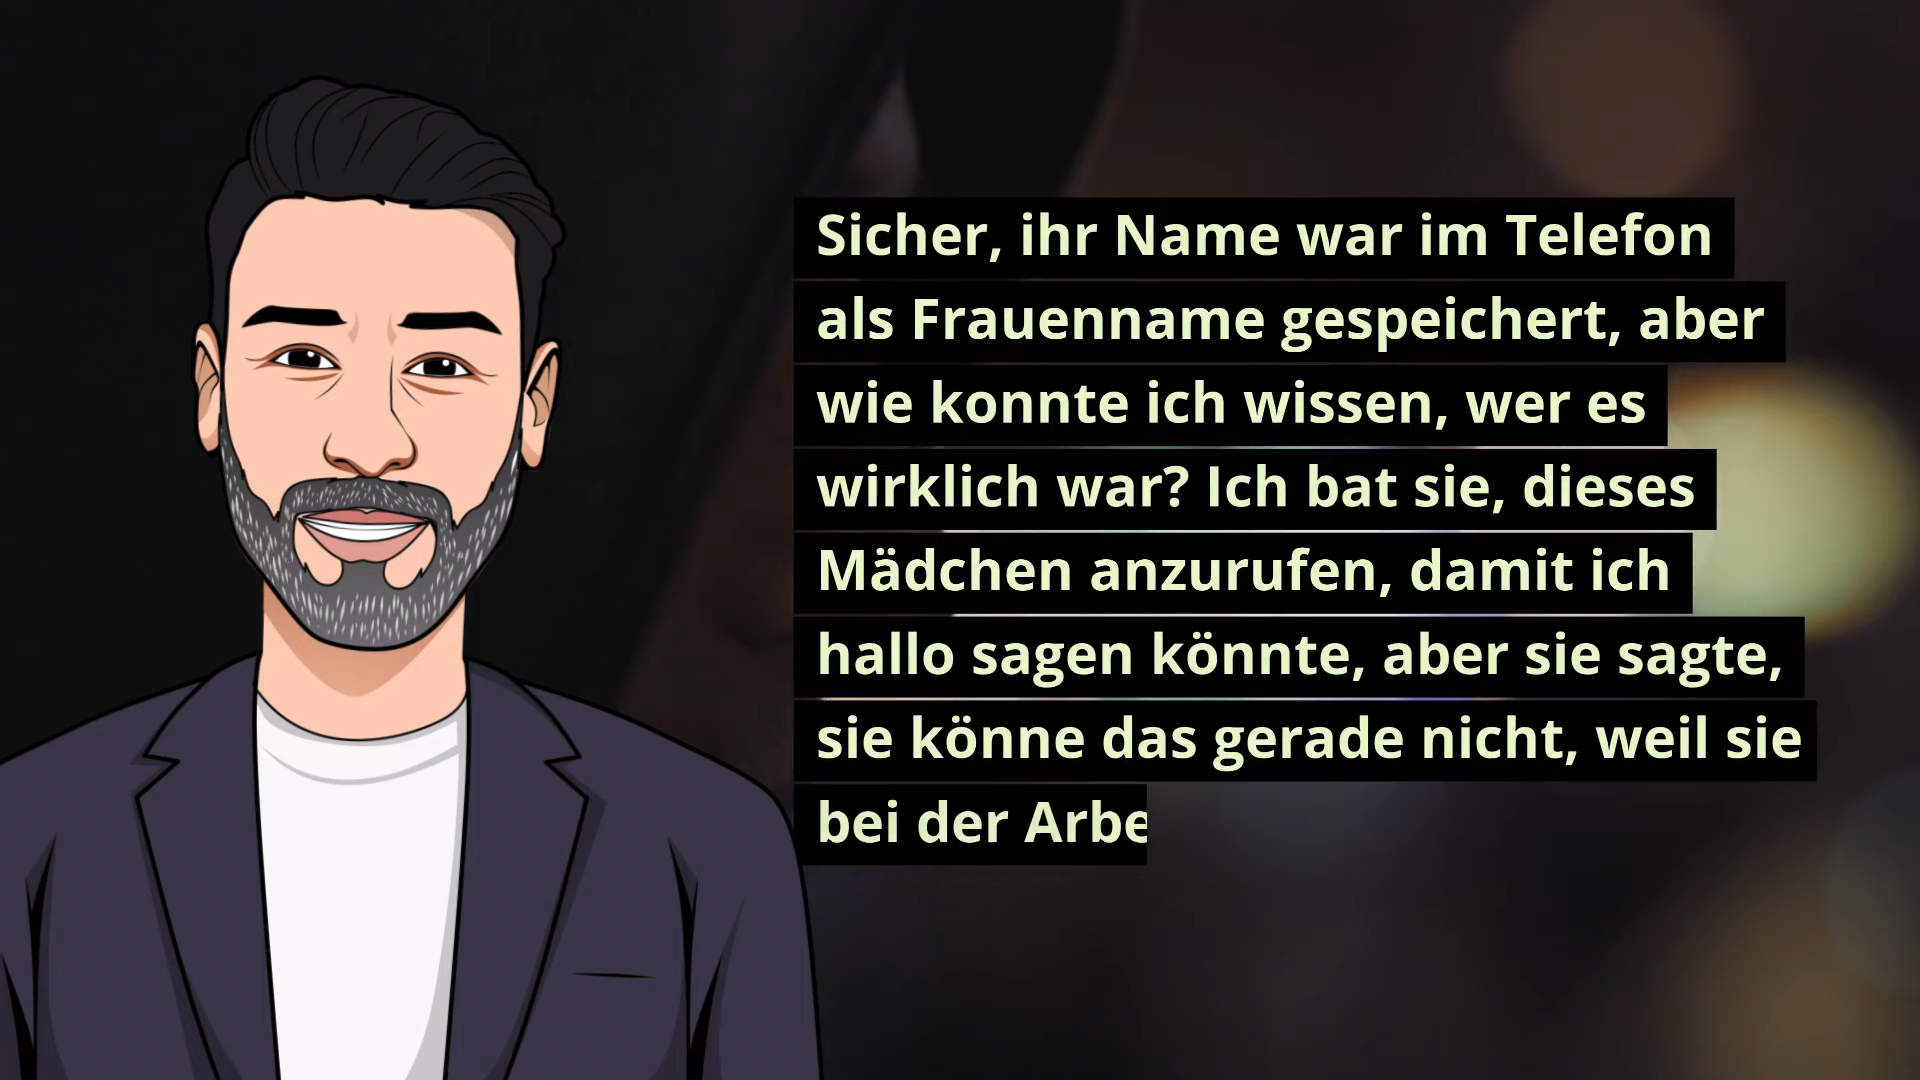 Sicher, ihr Name war im Telefon
als Frauenname gespeichert, aber
wie konnte ich wissen, wer es
wirklich war? Ich bat sie, dieses
Mädchen anzurufen, damit ich
hallo sagen könnte, aber sie sagte,
sie könne das gerade nicht, weil sie
bei der Arbe